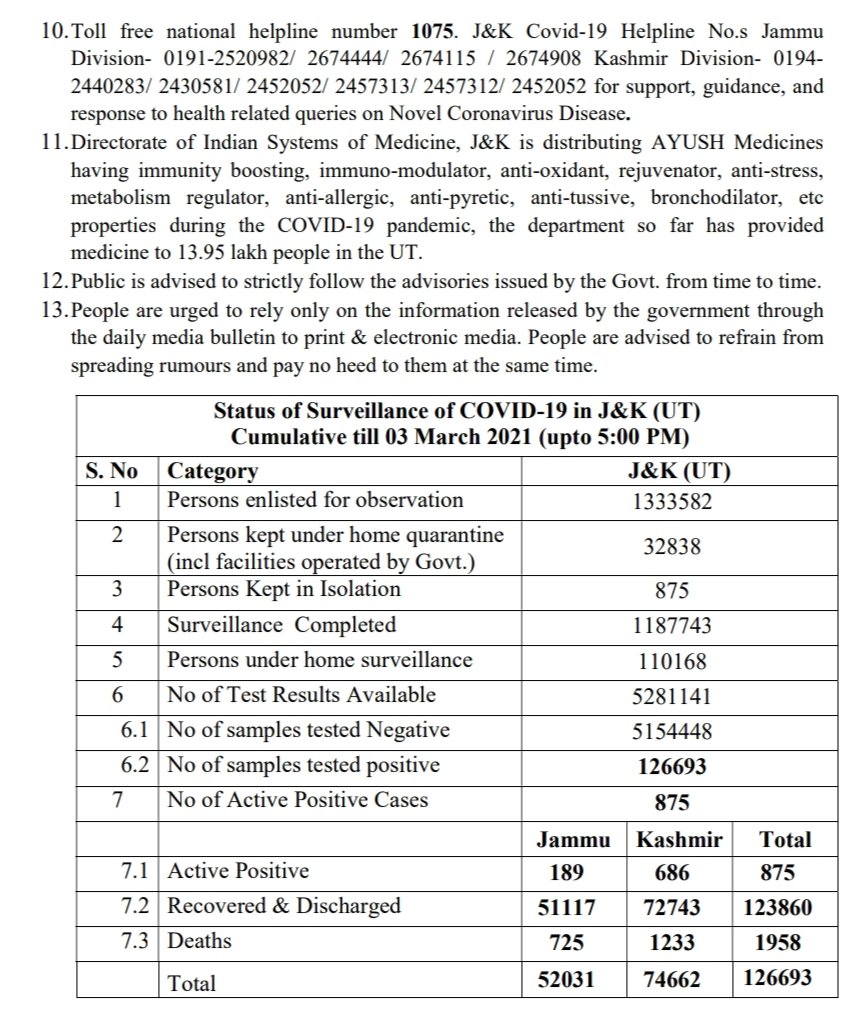 10.Toll free national helpline number 1075. J&K Covid-19 Helpline No.s Jammu
Division- 0191-2520982/ 2674444/ 2674115 / 2674908 Kashmir Division- 0194-
2440283/ 2430581/ 2452052/ 2457313/ 2457312/ 2452052 for support, guidance, and
response to health related queries on Novel Coronavirus Disease.
11.Directorate of Indian Systems of Medicine, J&K is distributing AYUSH Medicines
having immunity boosting, immuno-modulator, anti-oxidant, rejuvenator, anti-stress,
metabolism regulator, anti-allergic, anti-pyretic, anti-tussive, bronchodilator, etc
properties during the COVID-19 pandemic, the department so far has provided
medicine to 13.95 lakh people in the UT.
12.Public is advised to strictly follow the advisories issued by the Govt. from time to time.
13.People are urged to rely only on the information released by the government through
the daily media bulletin to print & electronic media. People are advised to refrain from
spreading rumours and pay no heed to them at the same time.
Status of Surveillance of COVID-19 in J&K (UT)
Cumulative till 03 March 2021 (upto 5:00 PM)
S. No Category J&K (UT)
1 Persons enlisted for observation 1333582
2 Persons kept under home quarantine
(incl facilities operated by Govt.) 32838
3 Persons Kept in Isolation 875
4 Surveillance Completed 1187743
5 Persons under home surveillance 110168
6 No of Test Results Available 5281141
6.1 No of samples tested Negative 5154448
6.2 No of samples tested positive 126693
7 No of Active Positive Cases 875
Jammu Kashmir Total
7.1 Active Positive 189 686 875
7.2 Recovered & Discharged 51117 72743 123860
7.3 Deaths 725 1233 1958
Total 52031 74662 126693